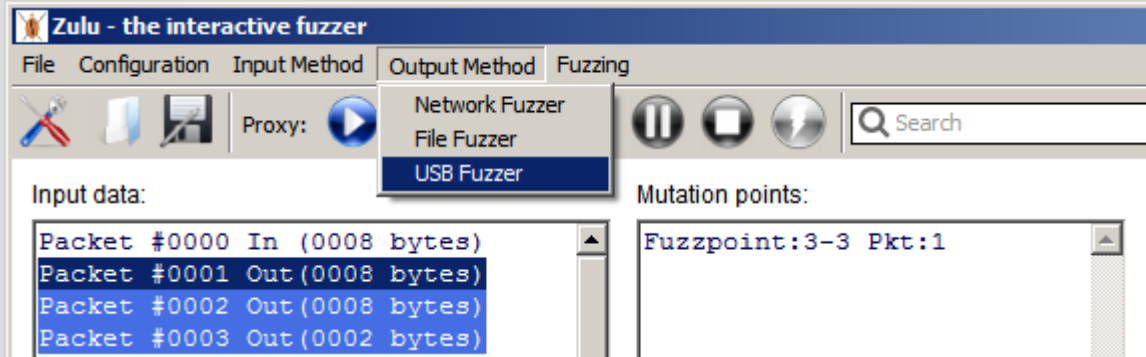 Zulu - the interactive fuzzer
File Configuration Input Method Output Method Fuzzing
Network Fuzzer
File Fuzzer
USB Fuzzer
Proxy:
Search
Input data:
Packet #0000 In (0008 bytes)
Packet #0001 Out(0008 bytes)
Packet #0002 Out(0008 bytes)
Packet #0003 Out(0002 bytes)
Mutation points:
Fuzzpoint:3-3 Pkt:1